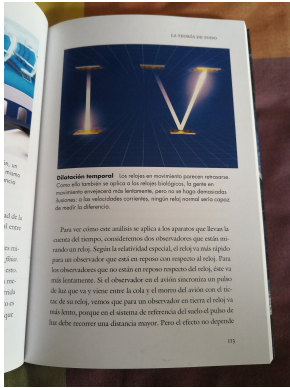 LA TEORÍA DE TODO
Dilatación temporal Los relojes en movimiento parecen retrasarse.
Como ello también se aplica a los relojes biológicos, la gente en
movimiento envejecerá más lentamente, pero no se haga demasiadas
ilusiones: a las velocidades corrientes, ningún reloj normal sería capaz
de medir la diferencia.
Para ver cómo este análisis se aplica a los aparatos que llevan la
cuenta del tiempo, consideremos dos observadores que están mi-
rando un reloj. Según la relatividad especial, el reloj va más rápido
para un observador que está en reposo con respecto al reloj. Para
los observadores que no están en reposo respecto del reloj, éste va
más lentamente. Si el observador en el avión sincroniza un pulso
de luz que va y viene entre la cola y el morro del avión con el tic-
tac de su reloj, vemos que para un observador en tierra el reloj va
más lento, porque en el sistema de referencia del suelo el pulso de
luz debe recorrer una distancia mayor. Pero el efecto no depende
113